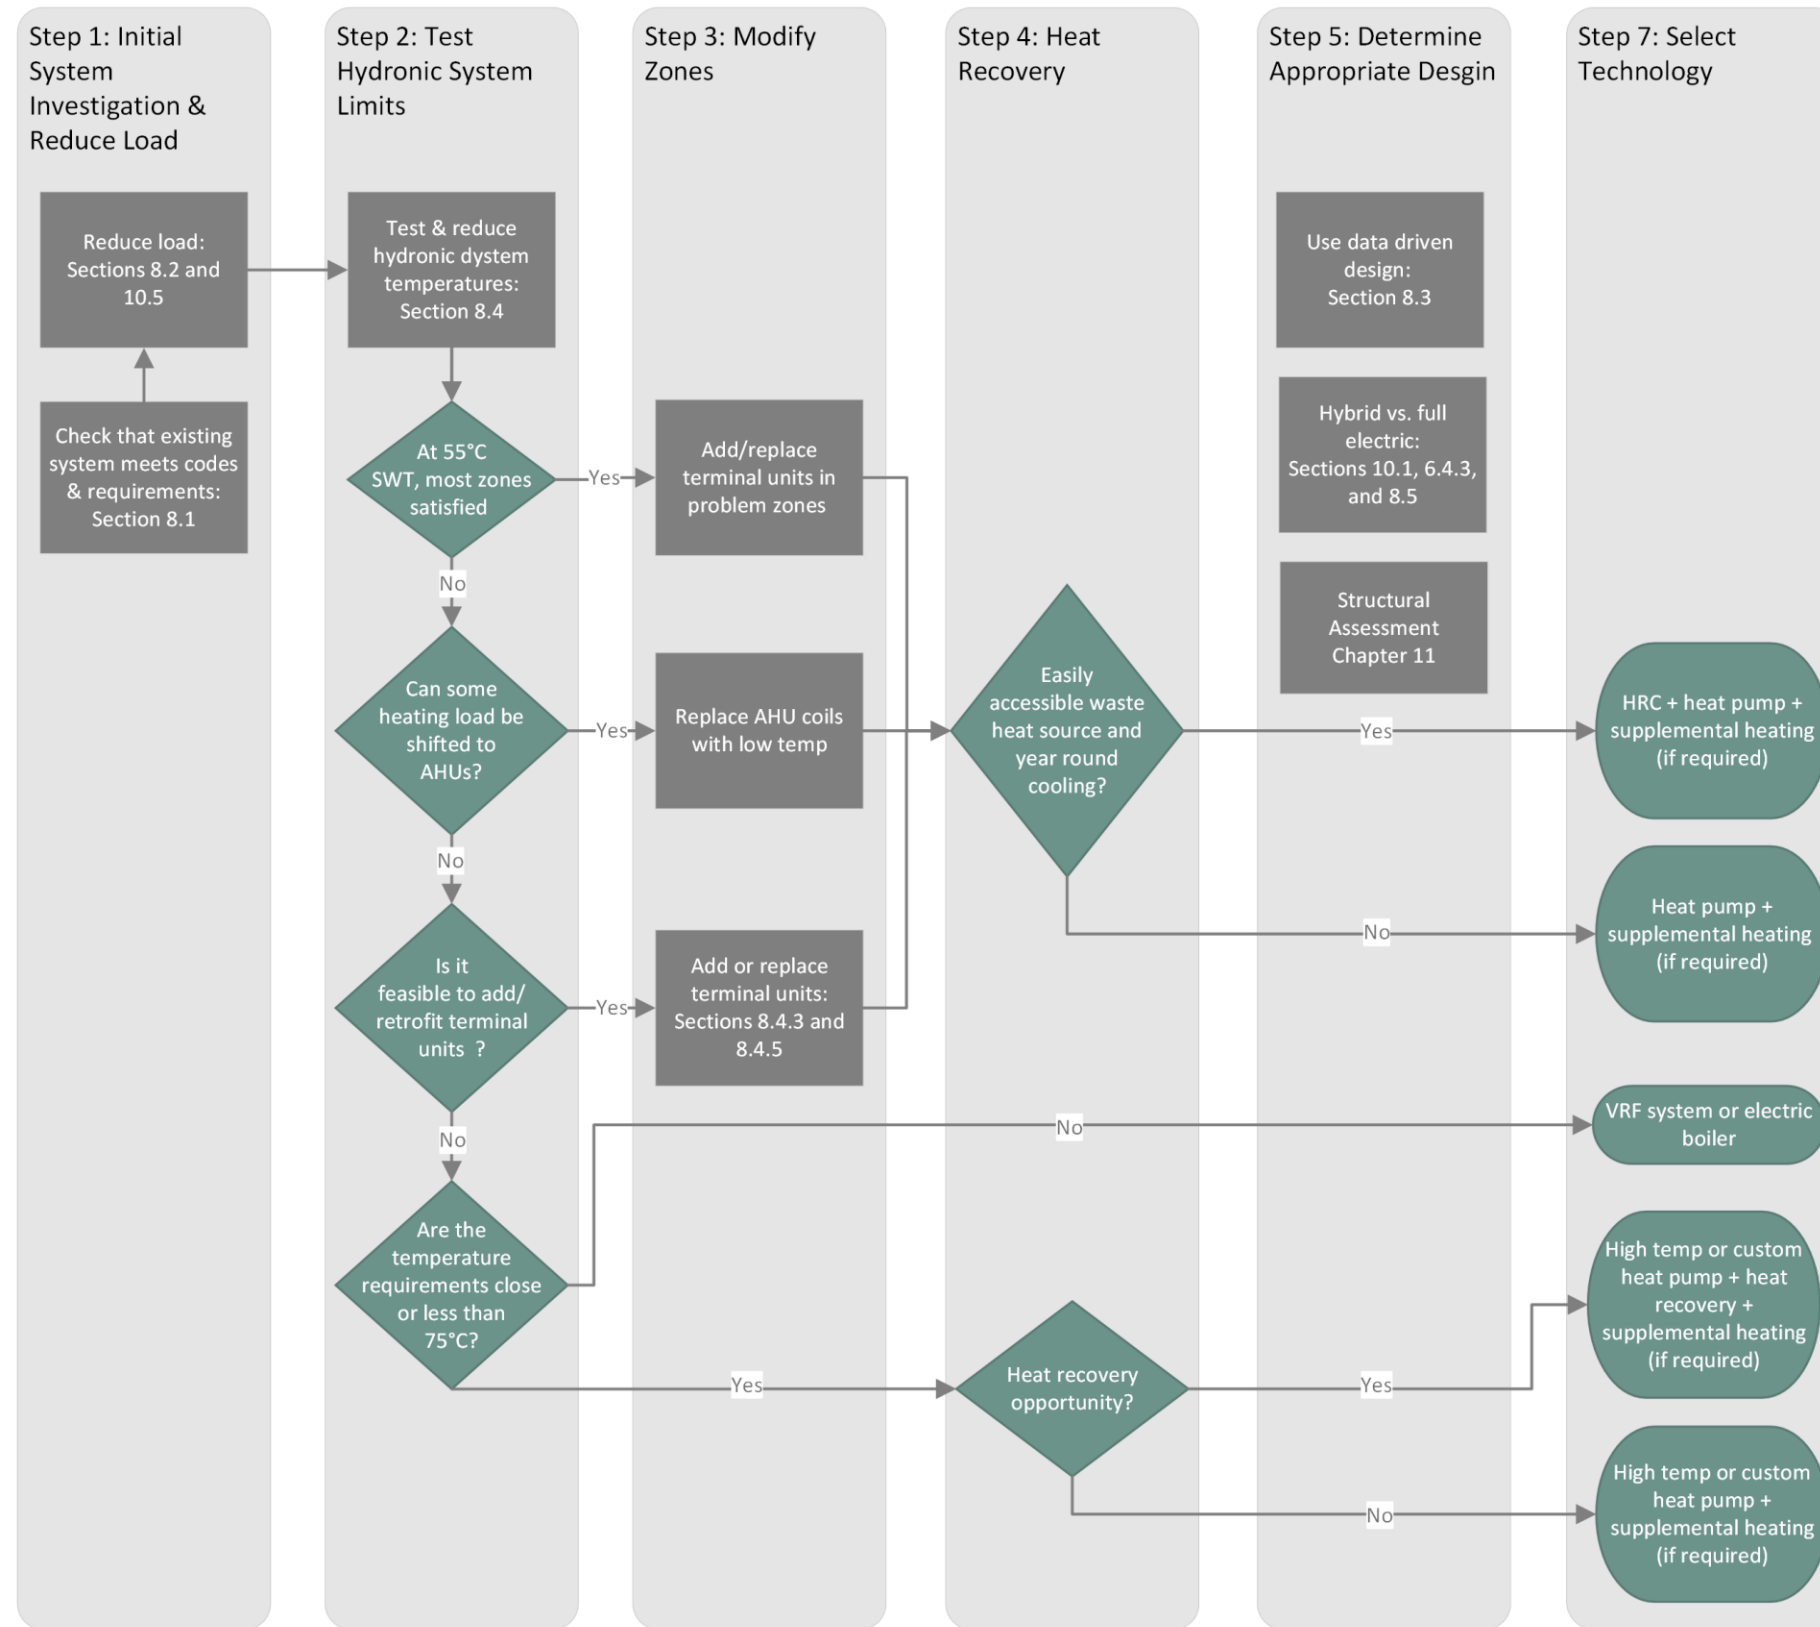 Step 1: Initial
System
Investigation &
Reduce Load
Reduce load:
Sections 8.2 and
10.5
Check that existing
system meets codes
& requirements:
Section 8.1
Step 2: Test
Hydronic System
Limits
Test & reduce
hydronic dystem
temperatures:
Section 8.4
At 55°C
SWT, most zones
satisfied
Yes
No
Can some
heating load be
shifted to
AHUs?
Yes
No
Is it
feasible to add/
retrofit terminal
units ?
Yes
No
Are the
temperature
requirements close
or less than
75°C?
No
Yes
Step 3: Modify
Zones
Add/replace
terminal units in
problem zones
Replace AHU coils
with low temp
Add or replace
terminal units:
Sections 8.4.3 and
8.4.5
Step 4: Heat
Recovery
Easily
accessible waste
heat source and
year round
cooling?
Yes
No
Heat recovery
opportunity?
Yes
No
Step 5: Determine
Appropriate Desgin
Use data driven
design:
Section 8.3
Hybrid vs. full
electric:
Sections 10.1, 6.4.3,
and 8.5
Structural
Assessment
Chapter 11
Step 7: Select
Technology
HRC + heat pump +
supplemental heating
(if required)
Heat pump +
supplemental heating
(if required)
VRF system or electric
boiler
High temp or custom
heat pump + heat
recovery +
supplemental heating
(if required)
High temp or custom
heat pump +
supplemental heating
(if required)